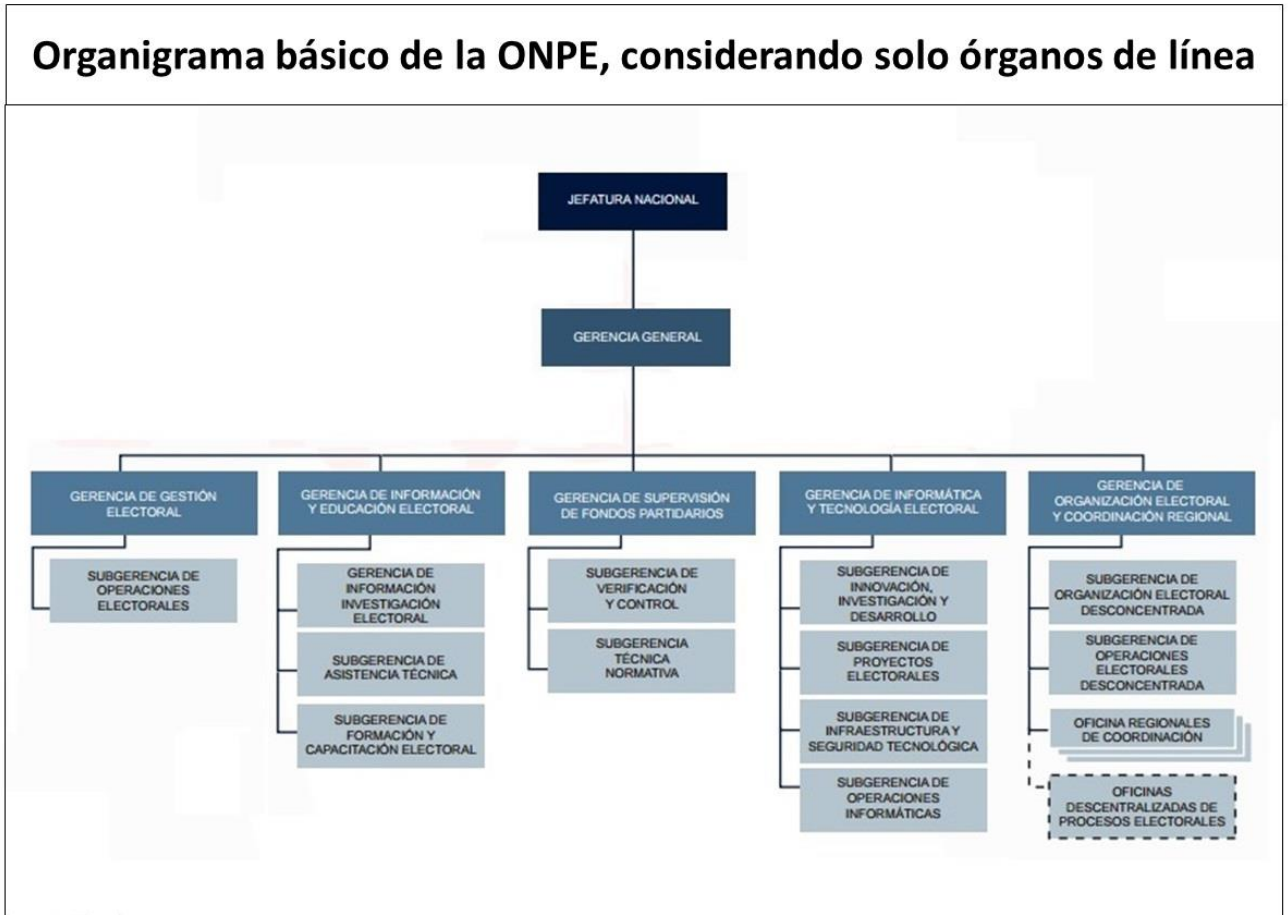 Organigrama básico de la ONPE, considerando solo órganos de línea
JEFATURA NACIONAL
GERENCIA GENERAL
GERENCIA DE GESTIÓN
ELECTORAL
SUBGERENCIA DE
OPERACIONES
ELECTORALES
GERENCIA DE INFORMACIÓN
Y EDUCACIÓN ELECTORAL
GERENCIA DE
INFORMACIÓN
INVESTIGACIÓN
ELECTORAL
SUBGERENCIA DE
ASISTENCIA TÉCNICA
SUBGERENCIA DE
FORMACIÓN Y
CAPACITACIÓN ELECTORAL
GERENCIA DE SUPERVISIÓN
DE FONDOS PARTIDARIOS
SUBGERENCIA DE
VERIFICACIÓN
Y CONTROL
SUBGERENCIA
TÉCNICA
NORMATIVA
GERENCIA DE INFORMÁTICA
Y TECNOLOGÍA ELECTORAL
SUBGERENCIA DE
INNOVACIÓN,
INVESTIGACIÓN Y
DESARROLLO
SUBGERENCIA DE
PROYECTOS
ELECTORALES
SUBGERENCIA DE
INFRAESTRUCTURA Y
SEGURIDAD TECNOLÓGICA
SUBGERENCIA DE
OPERACIONES
INFORMÁTICAS
GERENCIA DE
ORGANIZACIÓN ELECTORAL
Y COORDINACIÓN REGIONAL
SUBGERENCIA DE
ORGANIZACIÓN ELECTORAL
DESCONCENTRADA
SUBGERENCIA DE
OPERACIONES
ELECTORALES
DESCONCENTRADA
OFICINA REGIONALES
DE COORDINACIÓN
OFICINAS
DESCENTRALIZADAS DE
PROCESOS ELECTORALES